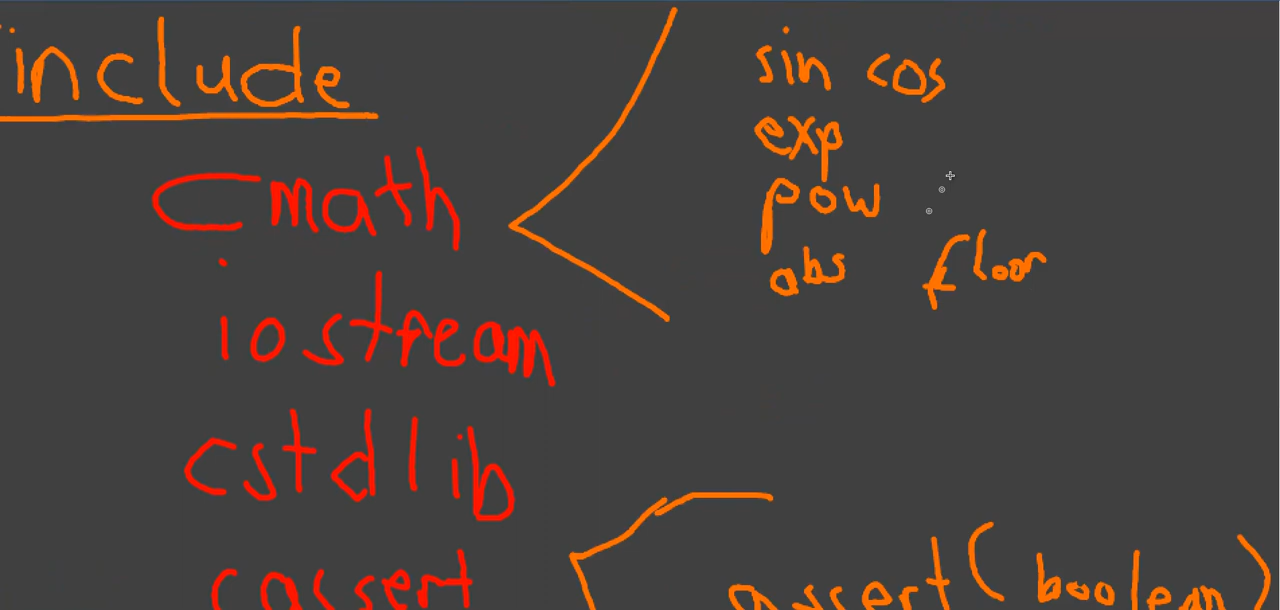 include
cmath
iostream
cstdlib
cassert
sin cos
exp
pow
abs floor
assert(boolean)